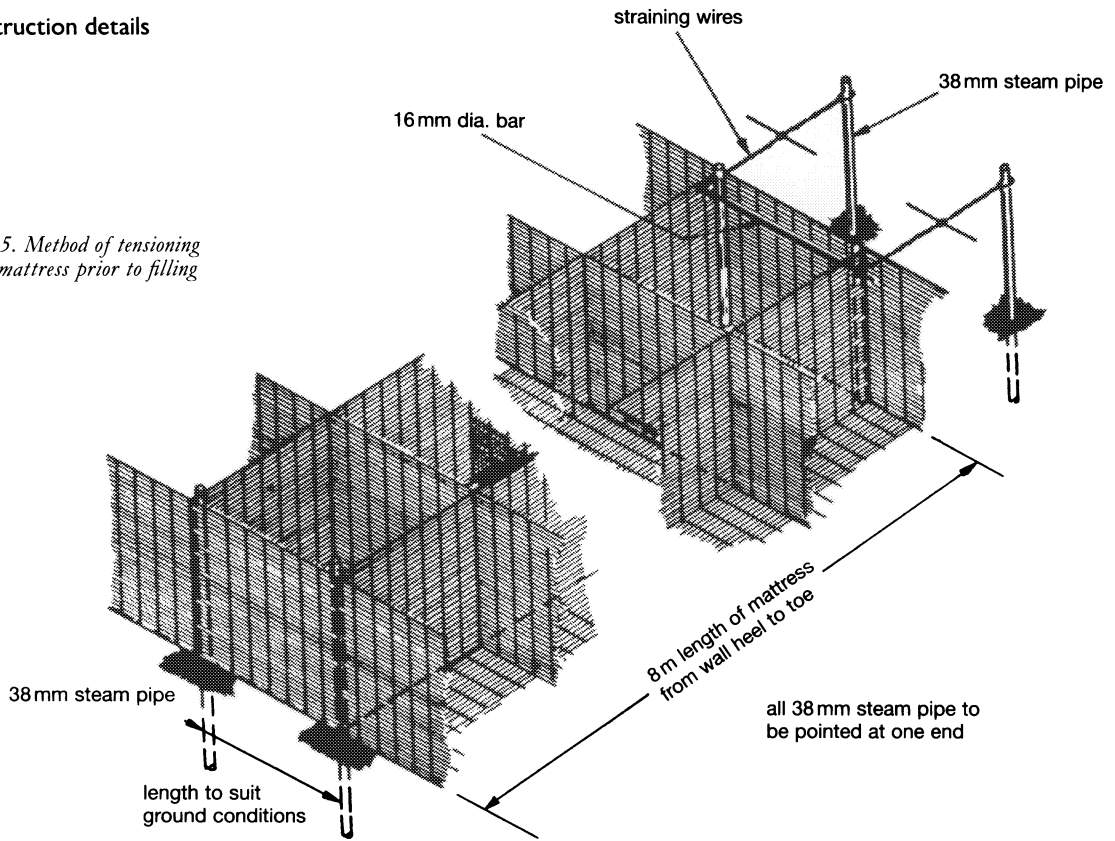 truction details
straining wires
38 mm steam pipe
16 mm dia. bar
5. Method of tensioning
mattress prior to filling
8 m length of mattress
from wall heel to toe
38 mm steam pipe
all 38 mm steam pipe to
be pointed at one end
length to suit
ground conditions